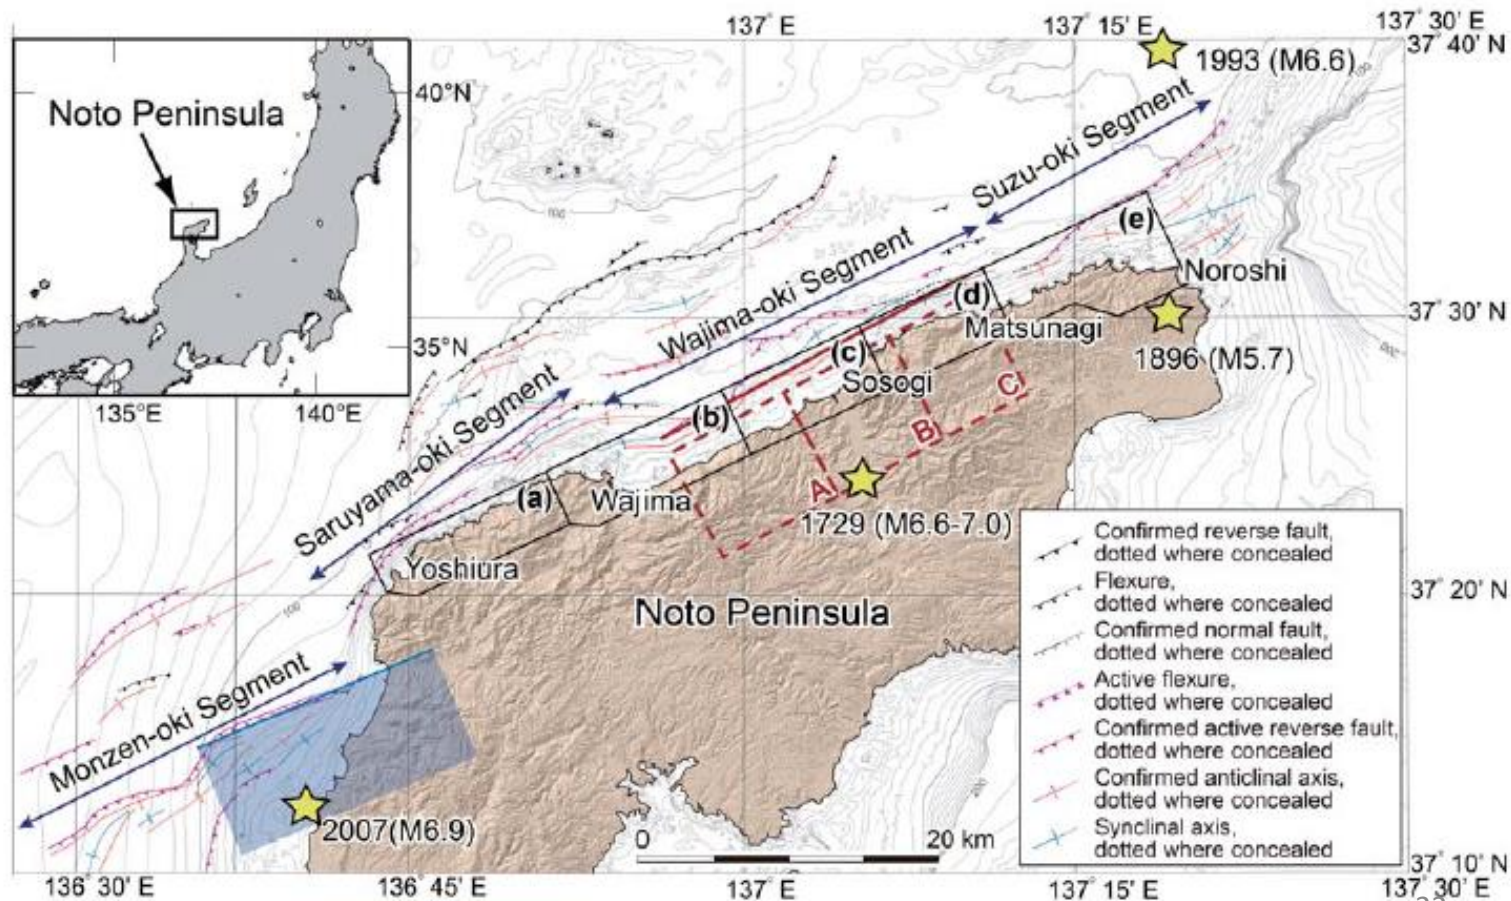 137° E
137° 15' E
137° 30' E
37° 40' N
1993 (M6.6)
Noto Peninsula
40°N
35°N
135°E
140°E
Suzu-oki Segment
Wajima-oki Segment
Saruyama-oki Segment
Monzen-oki Segment
(e)
(d)
(c)
(b)
(a)
Noroshi
37° 30' N
Matsunagi
1896 (M5.7)
Sosogi
C
B
A
Wajima
1729 (M6.6-7.0)
Yoshiura
100
100
Noto Peninsula
37° 20' N
2007(M6.9)
0
20 km
Confirmed reverse fault,
dotted where concealed
Flexure,
dotted where concealed
Confirmed normal fault,
dotted where concealed
Active flexure,
dotted where concealed
Confirmed active reverse fault,
dotted where concealed
Confirmed anticlinal axis,
dotted where concealed
Synclinal axis,
dotted where concealed
37° 10' N
136° 30' E
136° 45' E
137° E
137° 15' E
137° 30' E